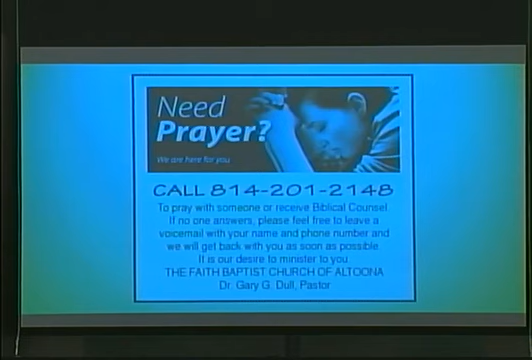 Need
Prayer?
We are here for you
CALL 814-201-2148
To pray with someone or receive Biblical Counsel.
If no one answers, please feel free to leave a
voicemail with your name and phone number and
we will get back with you as soon as possible.
It is our desire to minister to you.
THE FAITH BAPTIST CHURCH OF ALTOONA
Dr. Gary G. Dull, Pastor